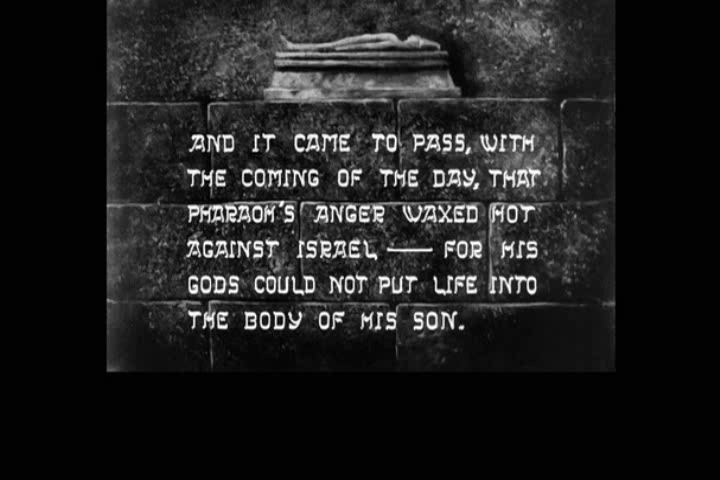 AND IT CAME TO PASS, WITH
THE COMING OF THE DAY, THAT
PHARAOH'S ANGER WAXED HOT
AGAINST ISRAEL — FOR HIS
GODS COULD NOT PUT LIFE INTO
THE BODY OF HIS SON.